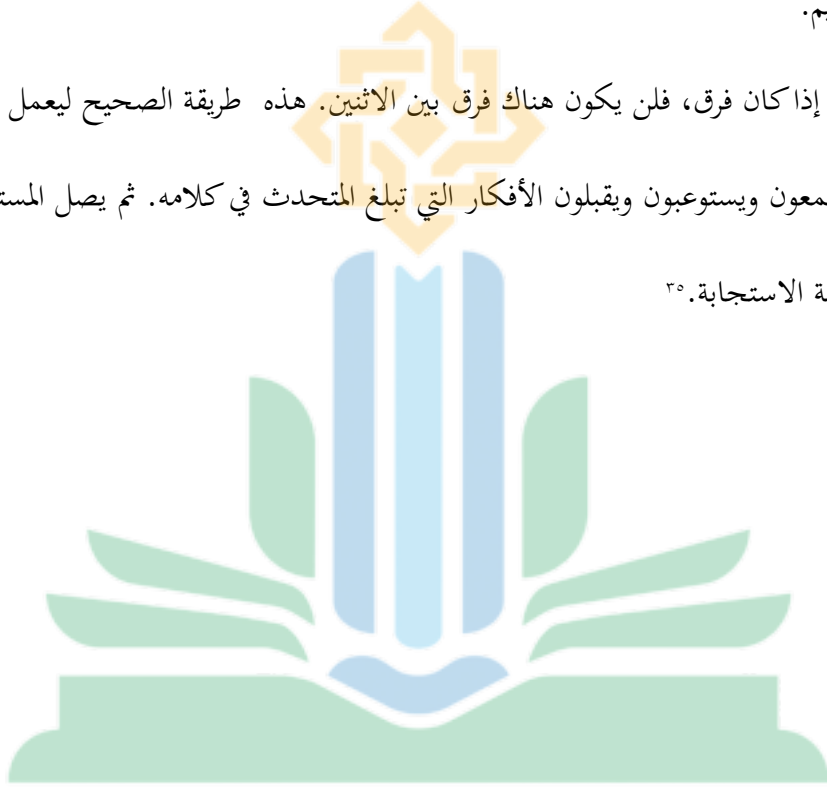 يم.
إذا كان فرق، فلن يكون هناك فرق بين الاثنين. هذه طريقة الصحيح ليعمل
معون ويستوعبون ويقبلون الأفكار التي تبلغ المتحدث في كلامه. ثم يصل المست
ة الاستجابة.٣٥